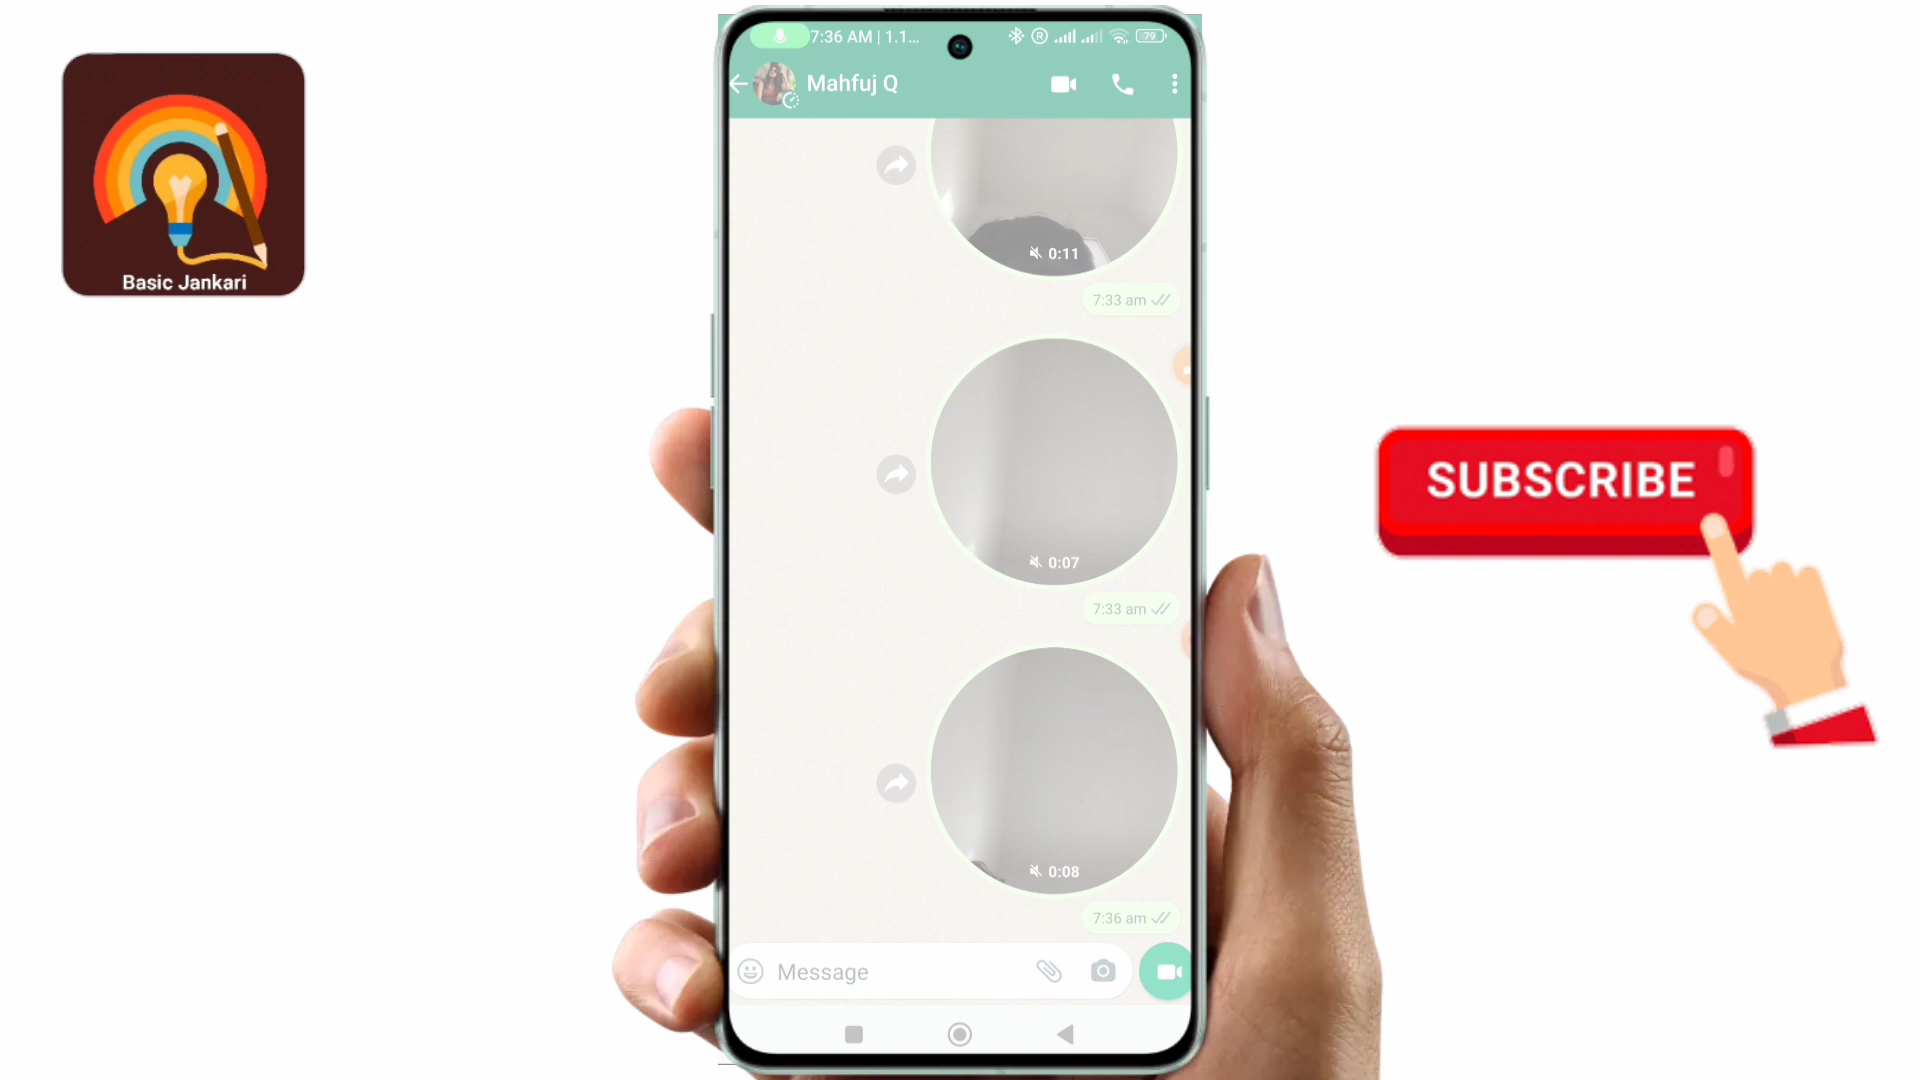 7:36 AM | 1.1...
79
Mahfuj Q
Basic Jankari
0:11
7:33 am
0:07
7:33 am
SUBSCRIBE
0:08
7:36 am
Message